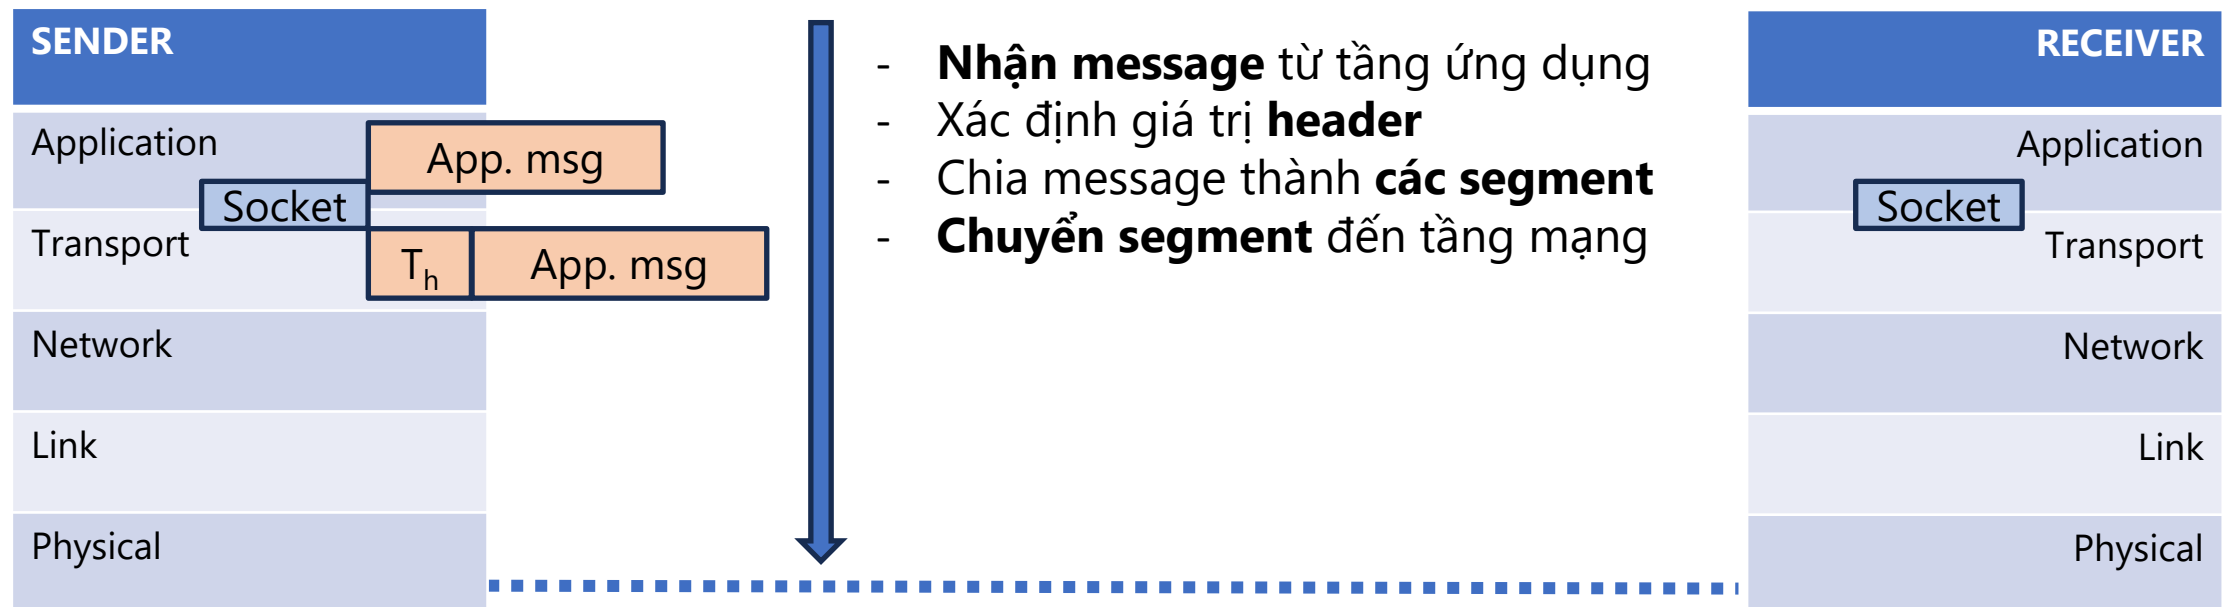 SENDER
Application
App. msg
Socket
Transport
Th
App. msg
Network
Link
Physical
- Nhận message từ tầng ứng dụng
- Xác định giá trị header
- Chia message thành các segment
- Chuyển segment đến tầng mạng
RECEIVER
Application
Socket
Transport
Network
Link
Physical